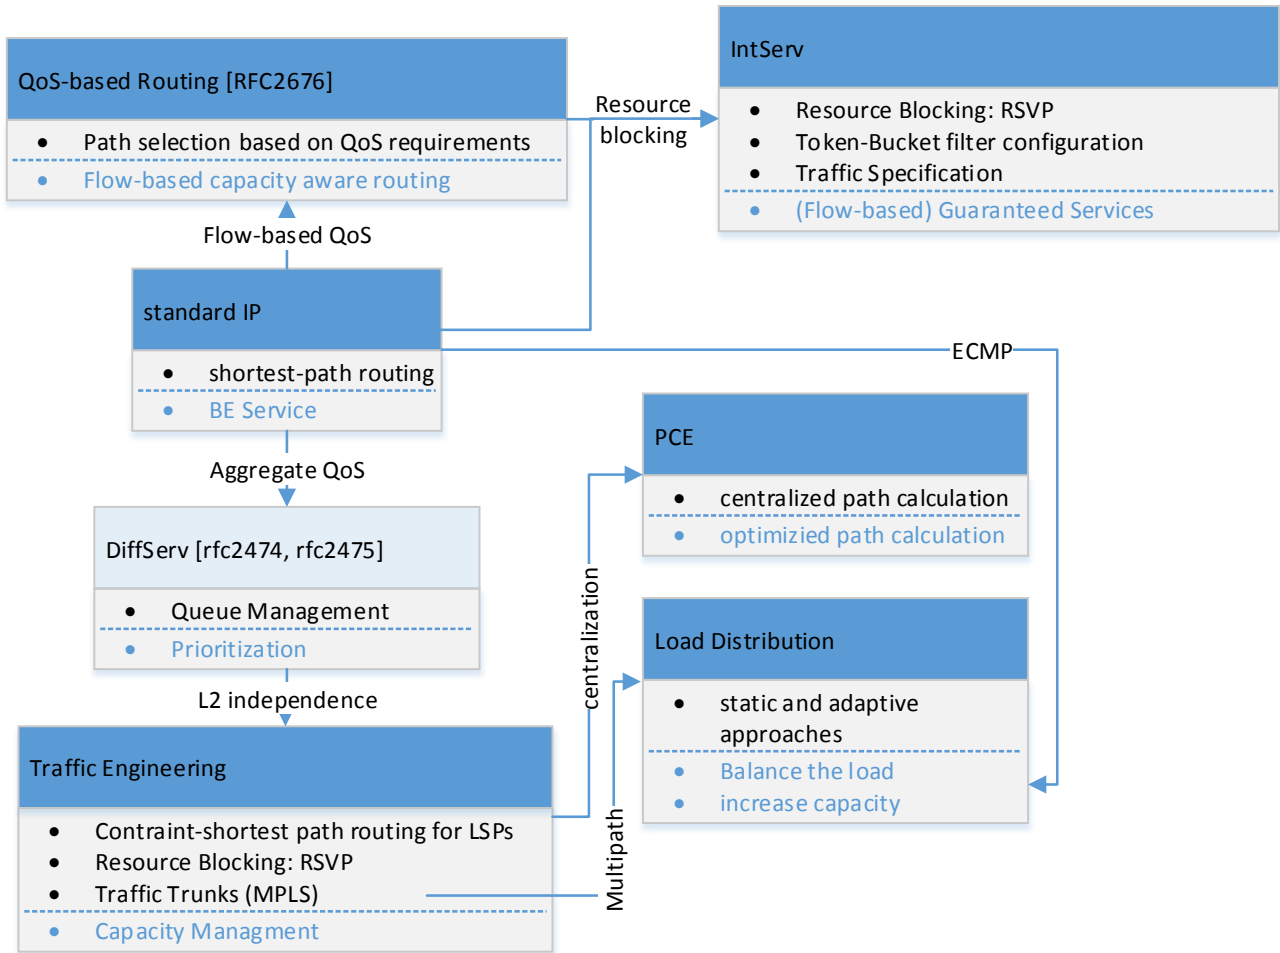 QoS-based Routing [RFC2676]
• Path selection based on QoS requirements
• Flow-based capacity aware routing
Resource
blocking
IntServ
• Resource Blocking: RSVP
• Token-Bucket filter configuration
• Traffic Specification
• (Flow-based) Guaranteed Services
Flow-based QoS
standard IP
• shortest-path routing
• BE Service
ECMP
Aggregate QoS
PCE
• centralized path calculation
• optimizied path calculation
DiffServ [rfc2474, rfc2475]
• Queue Management
• Prioritization
centralization
L2 independence
Load Distribution
• static and adaptive
approaches
• Balance the load
• increase capacity
Traffic Engineering
• Contraint-shortest path routing for LSPs
• Resource Blocking: RSVP
• Traffic Trunks (MPLS)
• Capacity Managment
Multipath